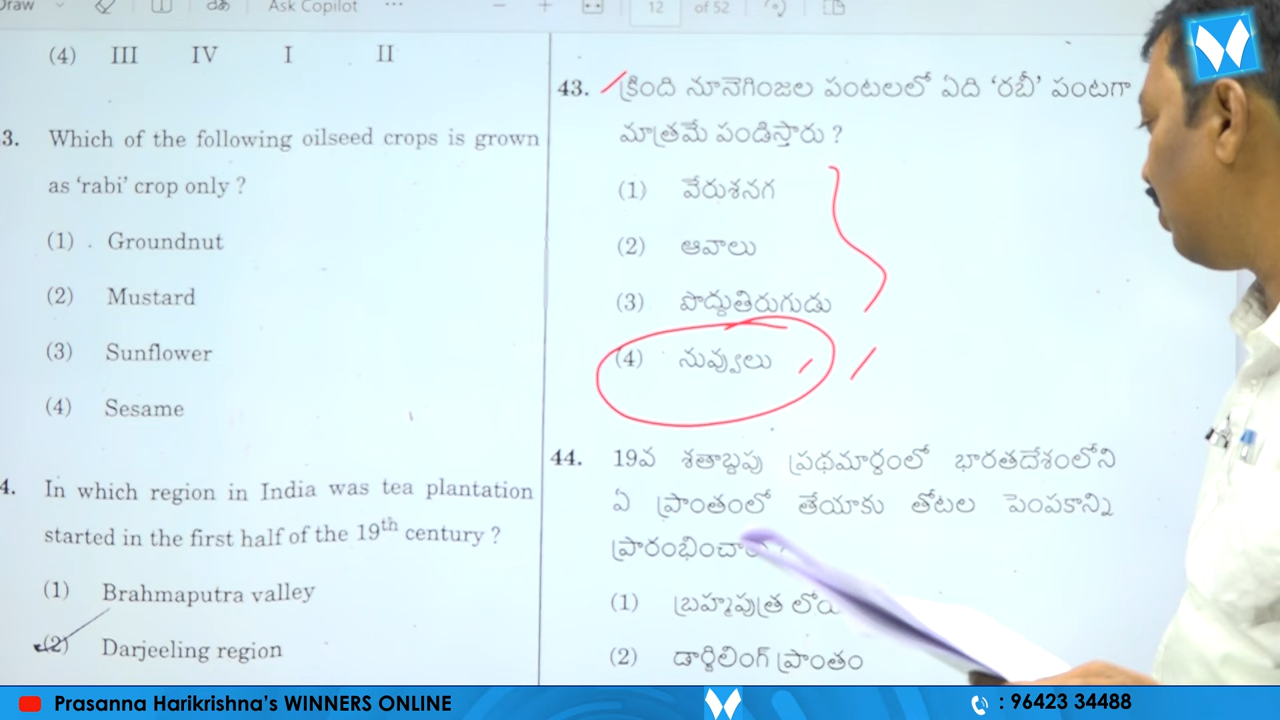 Draw
Ask Copilot
12 of 52
(4) III IV I II
3. Which of the following oilseed crops is grown
as ‘rabi’ crop only ?
(1) Groundnut
(2) Mustard
(3) Sunflower
(4) Sesame
4. In which region in India was tea plantation
started in the first half of the 19th century ?
(1) Brahmaputra valley
(2) Darjeeling region
43. క్రింది నూనెగింజల పంటలలో ఏది ‘రబీ’ పంటగా
మాత్రమే పండిస్తారు ?
(1) వేరుశనగ
(2) ఆవాలు
(3) పొద్దుతిరుగుడు
(4) నువ్వులు
44. 19వ శతాబ్దపు ప్రథమార్ధంలో భారతదేశంలోని
ఏ ప్రాంతంలో తేయాకు తోటల పెంపకాన్ని
(1) బ్రహ్మపుత్ర
(2) డార్జిలింగ్ ప్రాంతం
Prasanna Harikrishna's WINNERS ONLINE
: 96423 34488